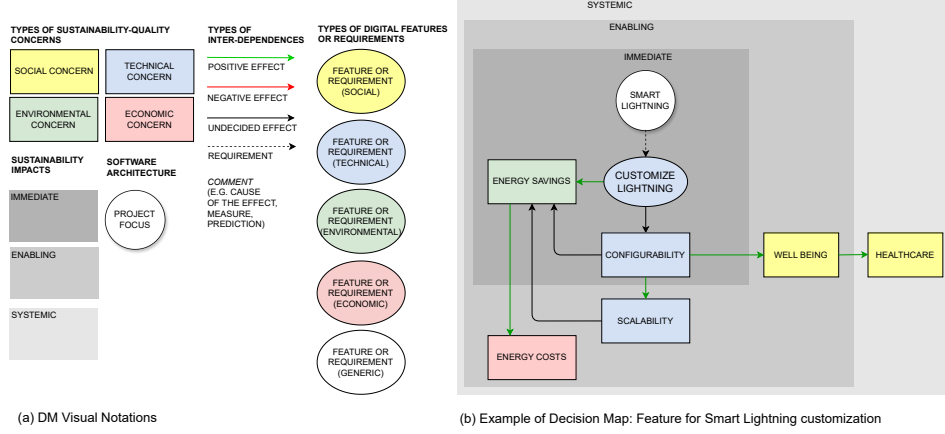 TYPES OF SUSTAINABILITY-QUALITY
CONCERNS
SOCIAL CONCERN
TECHNICAL
CONCERN
ENVIRONMENTAL
CONCERN
ECONOMIC
CONCERN
SUSTAINABILITY
IMPACTS
IMMEDIATE
ENABLING
SYSTEMIC
SOFTWARE
ARCHITECTURE
PROJECT
FOCUS
TYPES OF
INTER-DEPENDENCES
POSITIVE EFFECT
NEGATIVE EFFECT
UNDECIDED EFFECT
REQUIREMENT
COMMENT
(E.G. CAUSE
OF THE EFFECT,
MEASURE,
PREDICTION)
TYPES OF DIGITAL FEATURES
OR REQUIREMENTS
FEATURE OR
REQUIREMENT
(SOCIAL)
FEATURE OR
REQUIREMENT
(TECHNICAL)
FEATURE OR
REQUIREMENT
(ENVIRONMENTAL)
FEATURE OR
REQUIREMENT
(ECONOMIC)
FEATURE OR
REQUIREMENT
(GENERIC)
(a) DM Visual Notations
SYSTEMIC
ENABLING
IMMEDIATE
SMART
LIGHTNING
ENERGY SAVINGS
CUSTOMIZE
LIGHTNING
CONFIGURABILITY
WELL BEING
HEALTHCARE
SCALABILITY
ENERGY COSTS
(b) Example of Decision Map: Feature for Smart Lightning customization